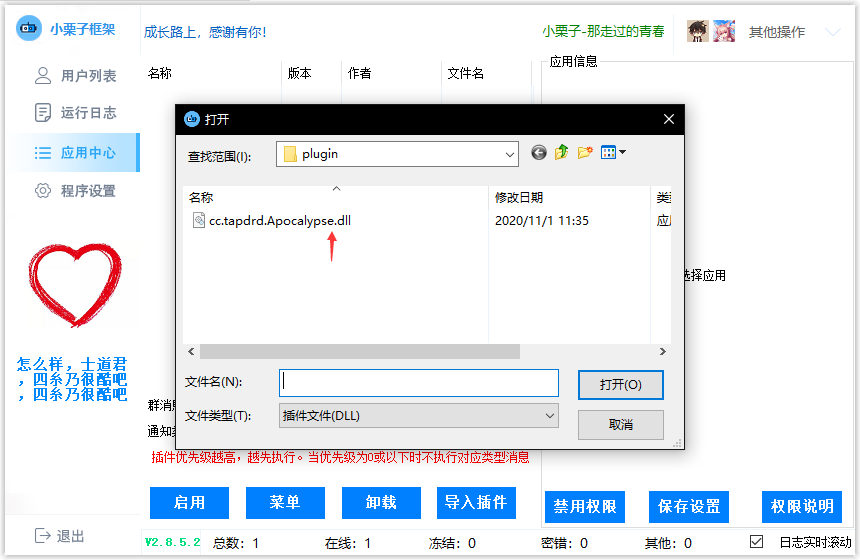 小栗子框架
成长路上，感谢有你！
小栗子-那走过的青春
其他操作
用户列表
运行日志
应用中心
程序设置
怎么样，士道君
，四糸乃很酷吧
，四糸乃很酷吧
退出
名称 版本 作者 文件名
应用信息
打开
查找范围(I):
plugin
名称 修改日期
cc.tapdrd.Apocalypse.dll 2020/11/1 11:35
选择应用
文件名(N):
打开(O)
文件类型(T):
插件文件(DLL)
取消
插件优先级越高，越先执行。当优先级为0或以下时不执行对应类型消息
启用 菜单 卸载 导入插件
禁用权限 保存设置 权限说明
V2.8.5.2 总数：1 在线：1 冻结：0 密错：0 其他：0 日志实时滚动